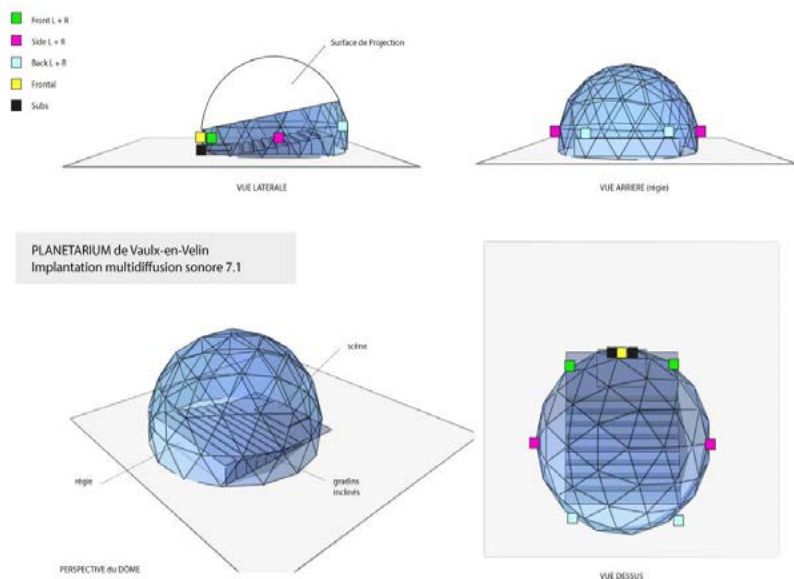 Front L + R
Side L + R
Back L + R
Frontal
Subs
Surface de Projection
VUE LATERALE
VUE ARRIERE (régie)
PLANETARIUM de Vaulx-en-Velin
Implantation multidiffusion sonore 7.1
scène
régie
gradins
inclinés
PERSPECTIVE du DÔME
VUE DESSUS